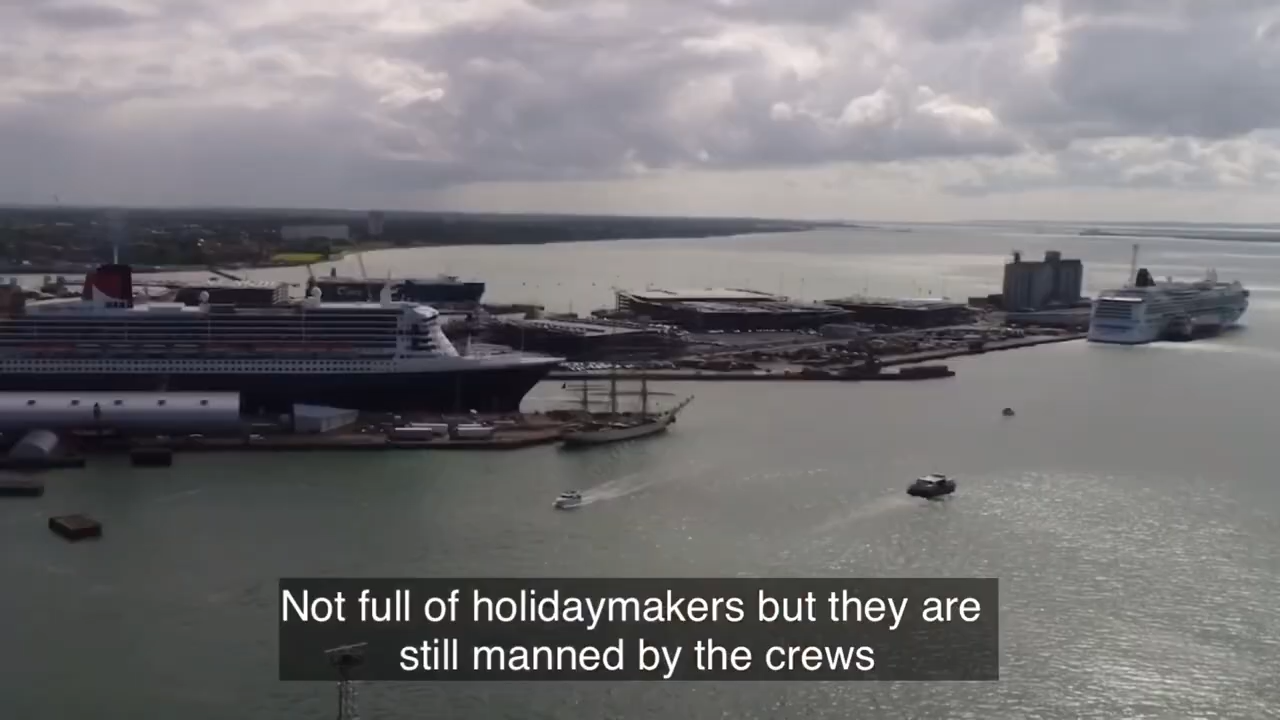 Not full of holidaymakers but they are
still manned by the crews